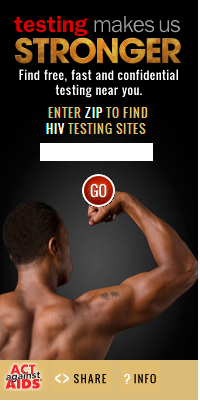 testing makes us
STRONGER
Find free, fast and confidential
testing near you.
ENTER ZIP TO FIND
HIV TESTING SITES
GO
ACT
against
AIDS
<> SHARE
? INFO